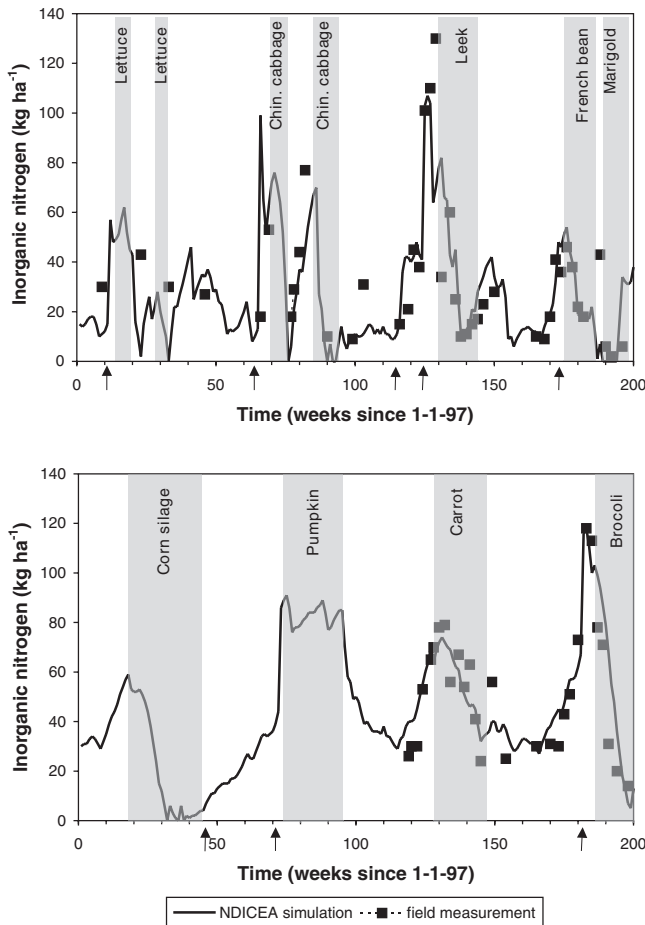 140
120
100
80
60
40
20
0
Inorganic nitrogen (kg ha-1)
Lettuce
Lettuce
Chin. cabbage
Chin. cabbage
Leek
French bean
Marigold
0 50 100 150 200
Time (weeks since 1-1-97)
140
120
100
80
60
40
20
0
Inorganic nitrogen (kg ha-1)
Corn silage
Pumpkin
Carrot
Brocoli
0 50 100 150 200
Time (weeks since 1-1-97)
NDICEA simulation field measurement